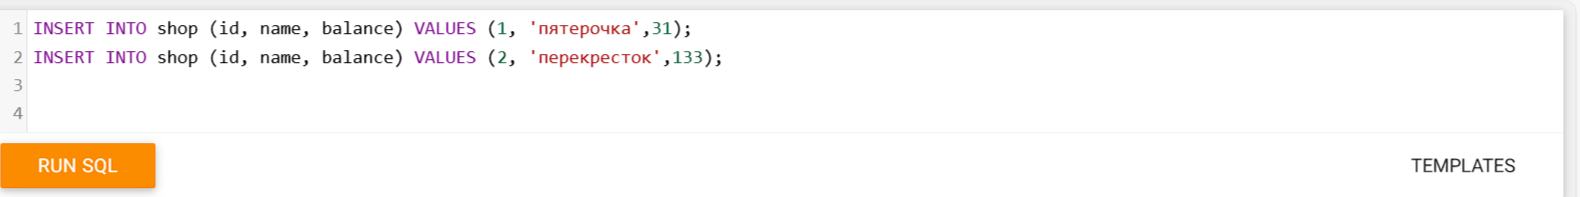 1 INSERT INTO shop (id, name, balance) VALUES (1, 'пятерочка',31);
2 INSERT INTO shop (id, name, balance) VALUES (2, 'перекресток',133);
3
4
RUN SQL
TEMPLATES